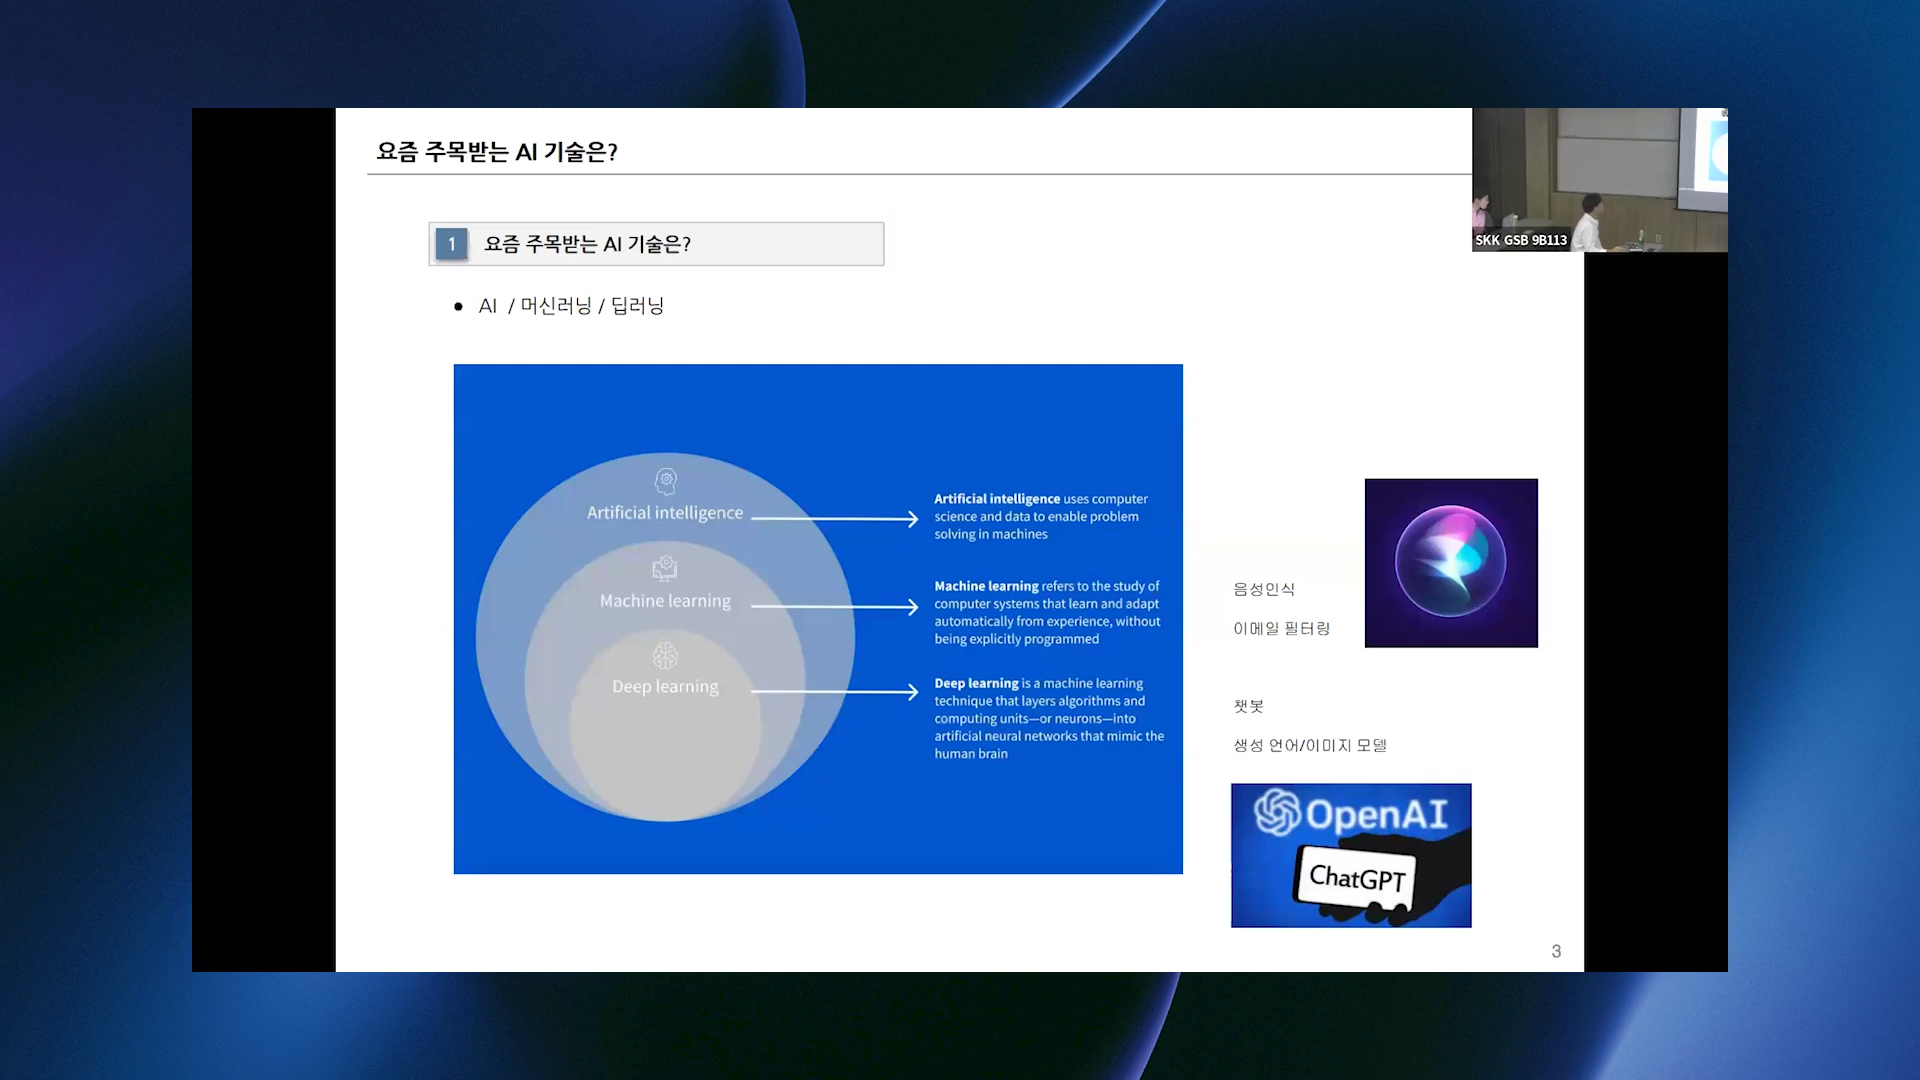 요즘 주목받는 AI 기술은?
SKK GSB 9B113
1 요즘 주목받는 AI 기술은?
● AI / 머신러닝 / 딥러닝
Artificial intelligence
Artificial intelligence uses computer
science and data to enable problem
solving in machines
Machine learning
Machine learning refers to the study of
computer systems that learn and adapt
automatically from experience, without
being explicitly programmed
Deep learning
Deep learning is a machine learning
technique that layers algorithms and
computing units—or neurons—into
artificial neural networks that mimic the
human brain
음성인식
이메일 필터링
챗봇
생성 언어/이미지 모델
OpenAI
ChatGPT
3